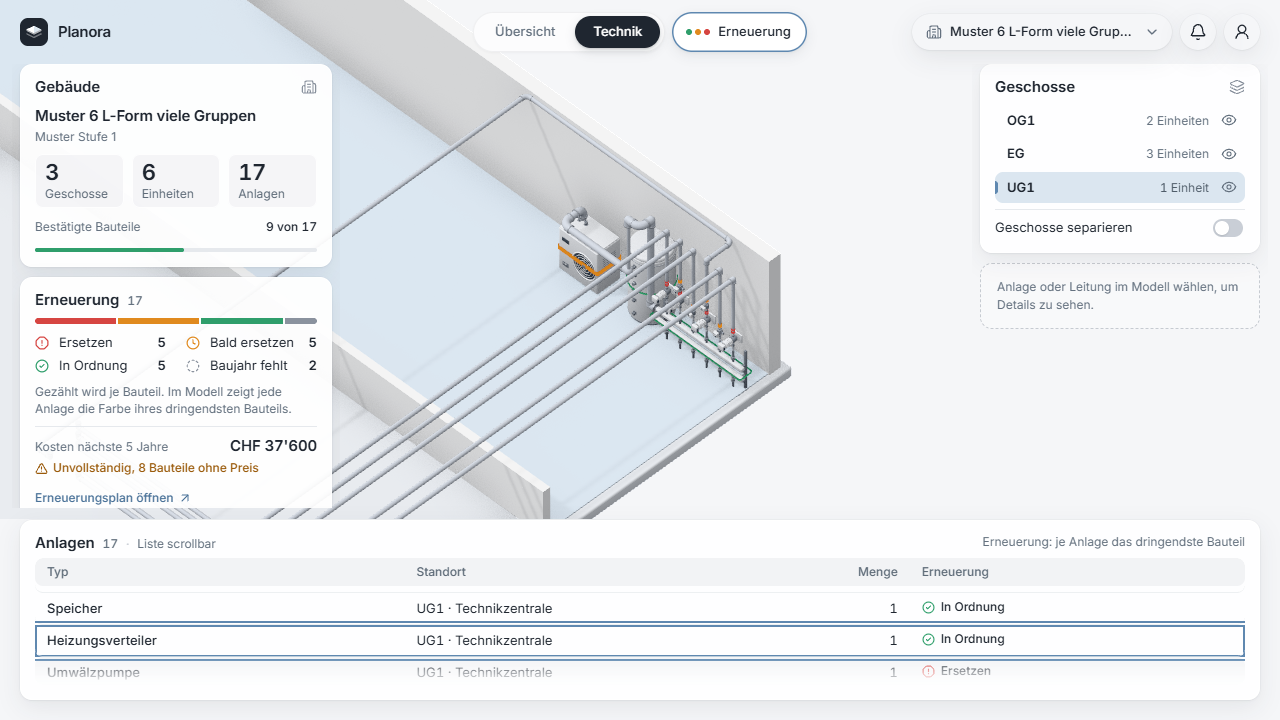 Planora
Übersicht
Technik
Erneuerung
Muster 6 L-Form viele Grup...
Gebäude
Muster 6 L-Form viele Gruppen
Muster Stufe 1
3
Geschosse
6
Einheiten
17
Anlagen
Bestätigte Bauteile
9 von 17
Erneuerung 17
Ersetzen 5
Bald ersetzen 5
In Ordnung 5
Baujahr fehlt 2
Gezählt wird je Bauteil. Im Modell zeigt jede
Anlage die Farbe ihres dringendsten Bauteils.
Kosten nächste 5 Jahre CHF 37'600
Unvollständig, 8 Bauteile ohne Preis
Erneuerungsplan öffnen
Geschosse
OG1 2 Einheiten
EG 3 Einheiten
UG1 1 Einheit
Geschosse separieren
Anlage oder Leitung im Modell wählen, um
Details zu sehen.
Anlagen 17 · Liste scrollbar
Erneuerung: je Anlage das dringendste Bauteil
Typ Standort Menge Erneuerung
Speicher UG1 · Technikzentrale 1 In Ordnung
Heizungsverteiler UG1 · Technikzentrale 1 In Ordnung
Umwälzpumpe UG1 · Technikzentrale 1 Ersetzen